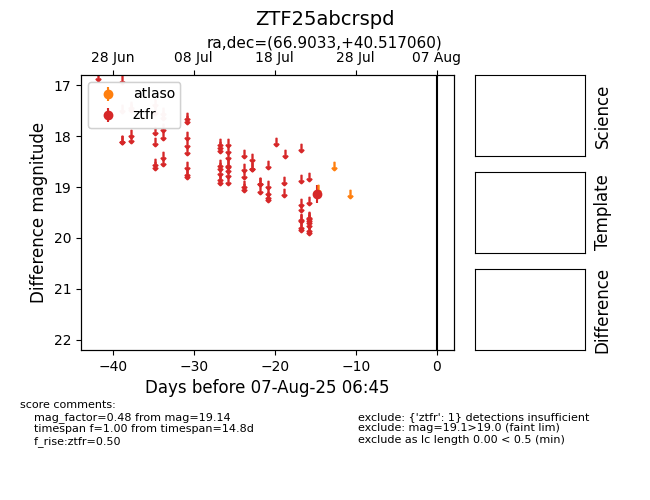 ZTF25abcrspd
ra,dec=(66.9033,+40.517060)
28 Jun 08 Jul 18 Jul 28 Jul 07 Aug
atlaso
ztfr
17
18
19
20
21
22
Difference magnitude
−40 −30 −20 −10 0
Days before 07-Aug-25 06:45
Science
Template
Difference
score comments:
mag_factor=0.48 from mag=19.14
timespan f=1.00 from timespan=14.8d
f_rise:ztfr=0.50
exclude: {'ztfr': 1} detections insufficient
exclude: mag=19.1>19.0 (faint lim)
exclude as lc length 0.00 < 0.5 (min)